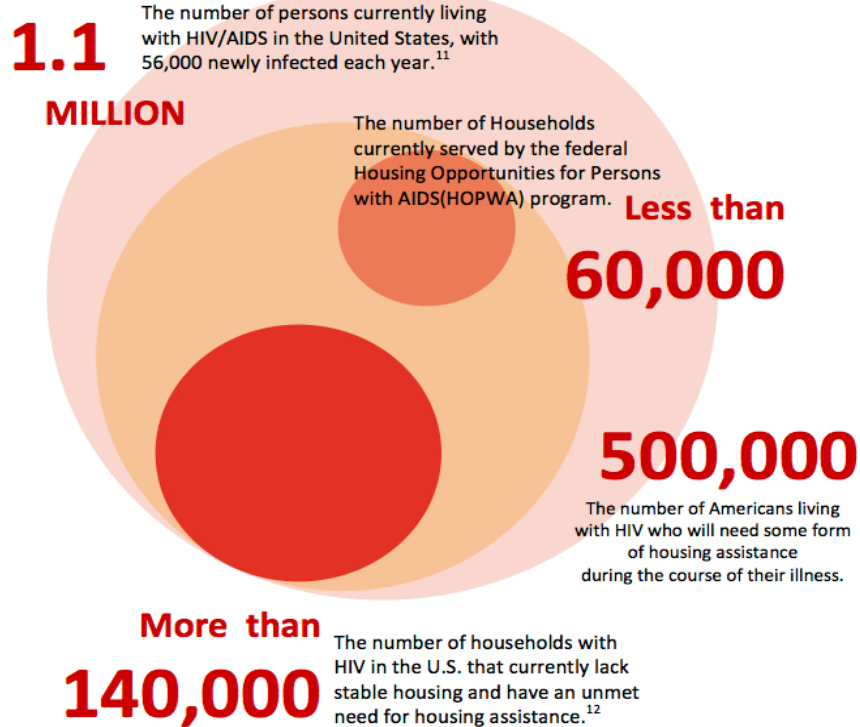 1.1
MILLION
The number of persons currently living
with HIV/AIDS in the United States, with
56,000 newly infected each year.11
The number of Households
currently served by the federal
Housing Opportunities for Persons
with AIDS(HOPWA) program.
Less than
60,000
500,000
The number of Americans living
with HIV who will need some form
of housing assistance
during the course of their illness.
More than
140,000
The number of households with
HIV in the U.S. that currently lack
stable housing and have an unmet
need for housing assistance.12